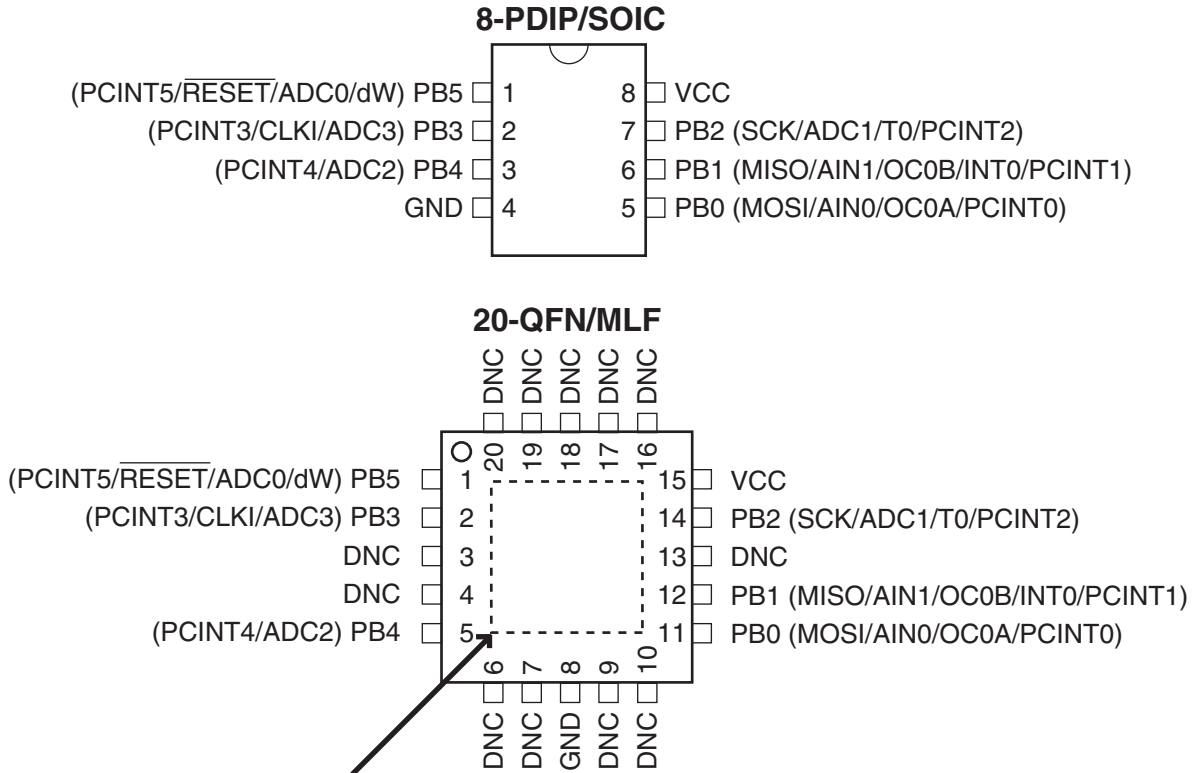 8-PDIP/SOIC
(PCINT5/RESET/ADC0/dW) PB5 1 8 VCC
(PCINT3/CLKI/ADC3) PB3 2 7 PB2 (SCK/ADC1/T0/PCINT2)
(PCINT4/ADC2) PB4 3 6 PB1 (MISO/AIN1/OC0B/INT0/PCINT1)
GND 4 5 PB0 (MOSI/AIN0/OC0A/PCINT0)
20-QFN/MLF
DNC DNC DNC DNC DNC
20 19 18 17 16
(PCINT5/RESET/ADC0/dW) PB5 1 15 VCC
(PCINT3/CLKI/ADC3) PB3 2 14 PB2 (SCK/ADC1/T0/PCINT2)
DNC 3 13 DNC
DNC 4 12 PB1 (MISO/AIN1/OC0B/INT0/PCINT1)
(PCINT4/ADC2) PB4 5 11 PB0 (MOSI/AIN0/OC0A/PCINT0)
6 7 8 9 10
DNC DNC GND DNC DNC